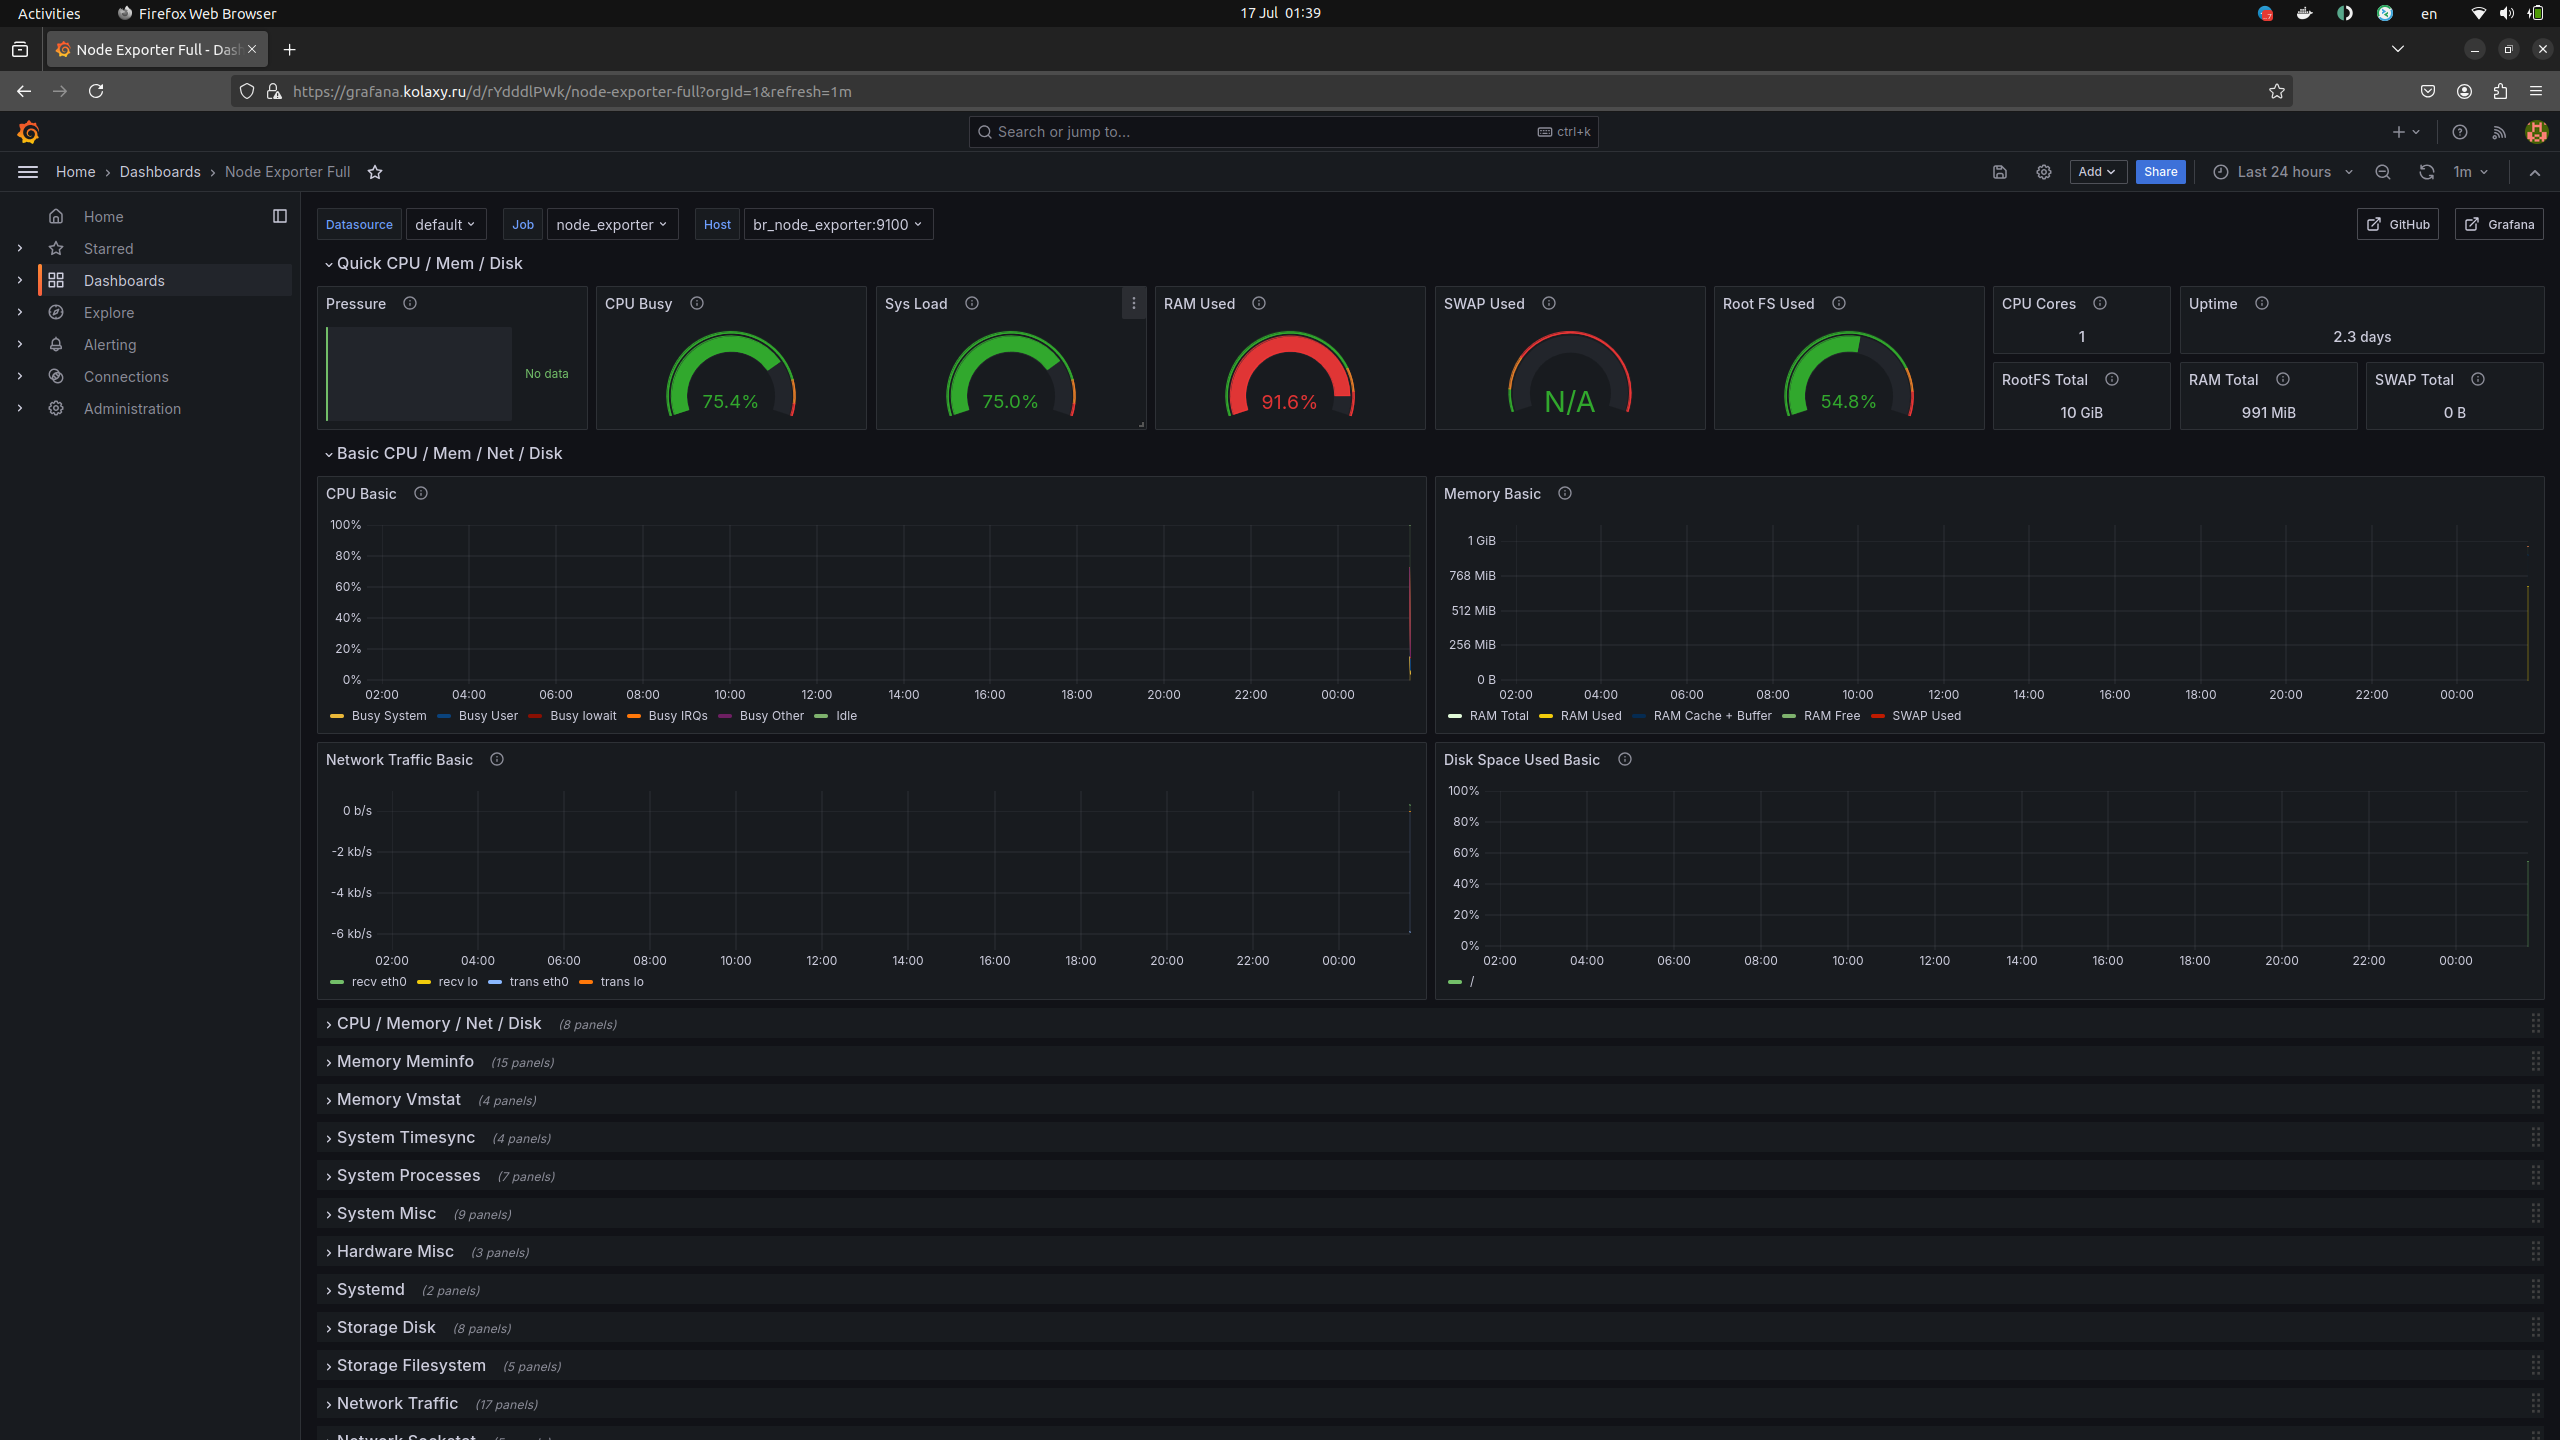 Activities Firefox Web Browser 17 Jul 01:39 en
Node Exporter Full - Dash
https://grafana.kolaxy.ru/d/rYdddlPWk/node-exporter-full?orgId=1&refresh=1m
Search or jump to... ctrl+k
Home › Dashboards › Node Exporter Full Add Share Last 24 hours 1m
Home
Starred
Dashboards
Explore
Alerting
Connections
Administration
Datasource default Job node_exporter Host br_node_exporter:9100 GitHub Grafana
Quick CPU / Mem / Disk
Pressure
No data
CPU Busy
75.4%
Sys Load
75.0%
RAM Used
91.6%
SWAP Used
N/A
Root FS Used
54.8%
CPU Cores
1
Uptime
2.3 days
RootFS Total
10 GiB
RAM Total
991 MiB
SWAP Total
0 B
Basic CPU / Mem / Net / Disk
CPU Basic
100%
80%
60%
40%
20%
0%
02:00 04:00 06:00 08:00 10:00 12:00 14:00 16:00 18:00 20:00 22:00 00:00
Busy System Busy User Busy Iowait Busy IRQs Busy Other Idle
Memory Basic
1 GiB
768 MiB
512 MiB
256 MiB
0 B
02:00 04:00 06:00 08:00 10:00 12:00 14:00 16:00 18:00 20:00 22:00 00:00
RAM Total RAM Used RAM Cache + Buffer RAM Free SWAP Used
Network Traffic Basic
0 b/s
-2 kb/s
-4 kb/s
-6 kb/s
02:00 04:00 06:00 08:00 10:00 12:00 14:00 16:00 18:00 20:00 22:00 00:00
recv eth0 recv lo trans eth0 trans lo
Disk Space Used Basic
100%
80%
60%
40%
20%
0%
02:00 04:00 06:00 08:00 10:00 12:00 14:00 16:00 18:00 20:00 22:00 00:00
/
CPU / Memory / Net / Disk (8 panels)
Memory Meminfo (15 panels)
Memory Vmstat (4 panels)
System Timesync (4 panels)
System Processes (7 panels)
System Misc (9 panels)
Hardware Misc (3 panels)
Systemd (2 panels)
Storage Disk (8 panels)
Storage Filesystem (5 panels)
Network Traffic (17 panels)
Network Sockstat